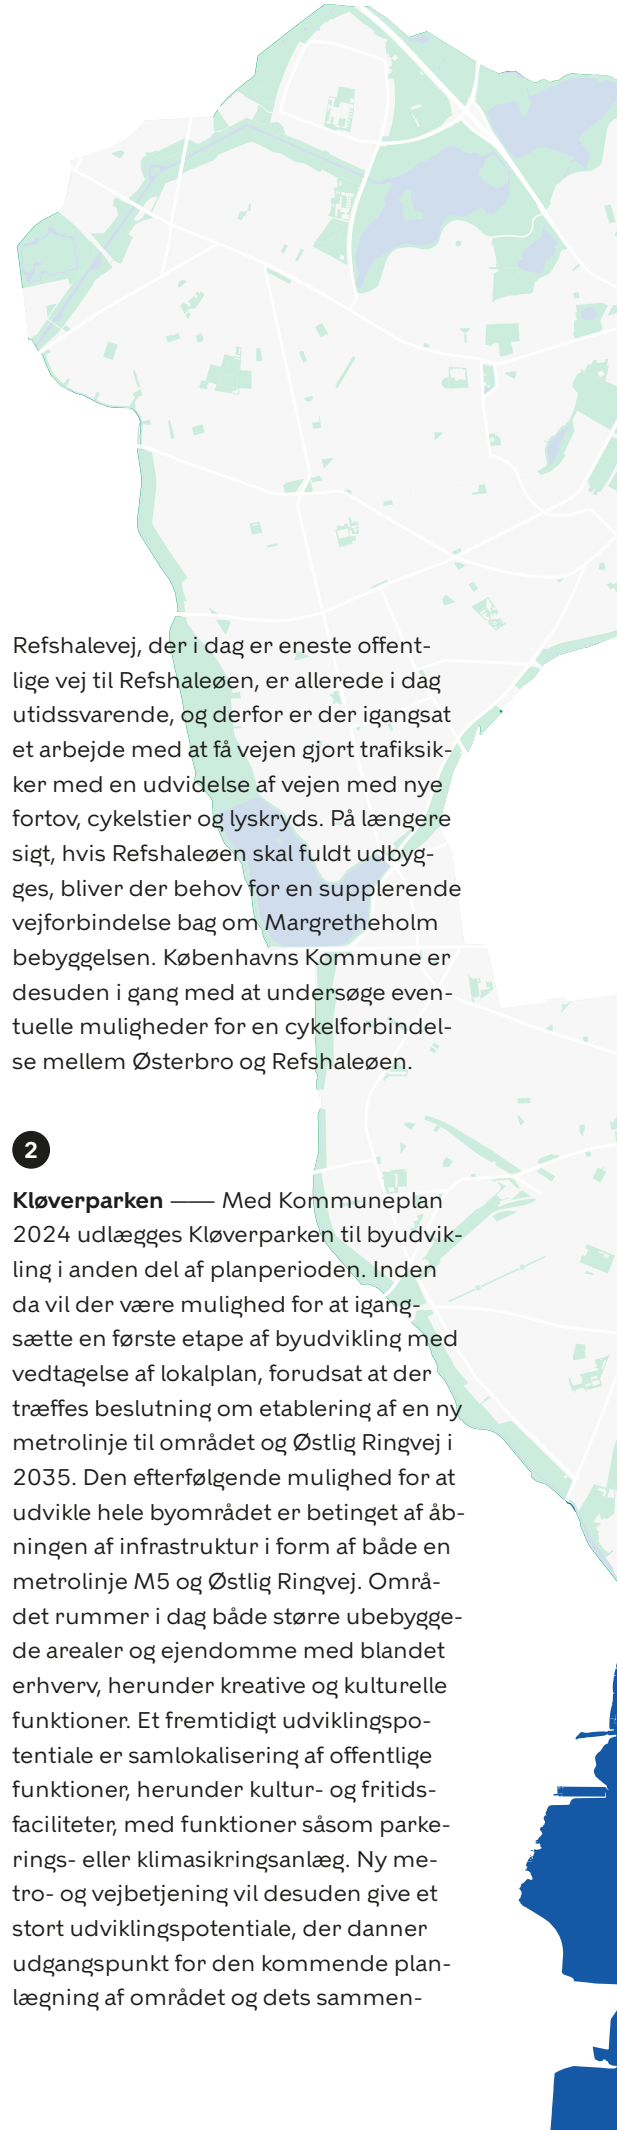 Refshalevej, der i dag er eneste offent-
lige vej til Refshaleøen, er allerede i dag
utidssvarende, og derfor er der igangsat
et arbejde med at få vejen gjort trafiksik-
ker med en udvidelse af vejen med nye
fortov, cykelstier og lyskryds. På længere
sigt, hvis Refshaleøen skal fuldt udbyg-
ges, bliver der behov for en supplerende
vejforbindelse bag om Margretheholm
bebyggelsen. Københavns Kommune er
desuden i gang med at undersøge even-
tuelle muligheder for en cykelforbindel-
se mellem Østerbro og Refshaleøen.
2
Kløverparken —— Med Kommuneplan
2024 udlægges Kløverparken til byudvik-
ling i anden del af planperioden. Inden
da vil der være mulighed for at igang-
sætte en første etape af byudvikling med
vedtagelse af lokalplan, forudsat at der
træffes beslutning om etablering af en ny
metrolinje til området og Østlig Ringvej i
2035. Den efterfølgende mulighed for at
udvikle hele byområdet er betinget af åb-
ningen af infrastruktur i form af både en
metrolinje M5 og Østlig Ringvej. Områ-
det rummer i dag både større ubebygge-
de arealer og ejendomme med blandet
erhverv, herunder kreative og kulturelle
funktioner. Et fremtidigt udviklingspo-
tentiale er samlokalisering af offentlige
funktioner, herunder kultur- og fritids-
faciliteter, med funktioner såsom parke-
rings- eller klimasikringsanlæg. Ny me-
tro- og vejbetjening vil desuden give et
stort udviklingspotentiale, der danner
udgangspunkt for den kommende plan-
lægning af området og dets sammen-